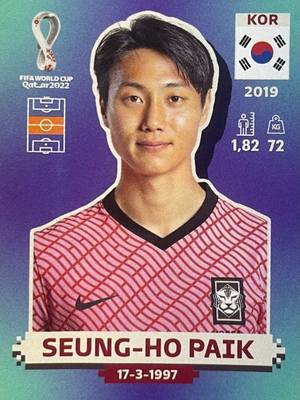 KOR
FIFA WORLD CUP
Qatar2022
2019
KG
1,82 72
SEUNG-HO PAIK
17-3-1997